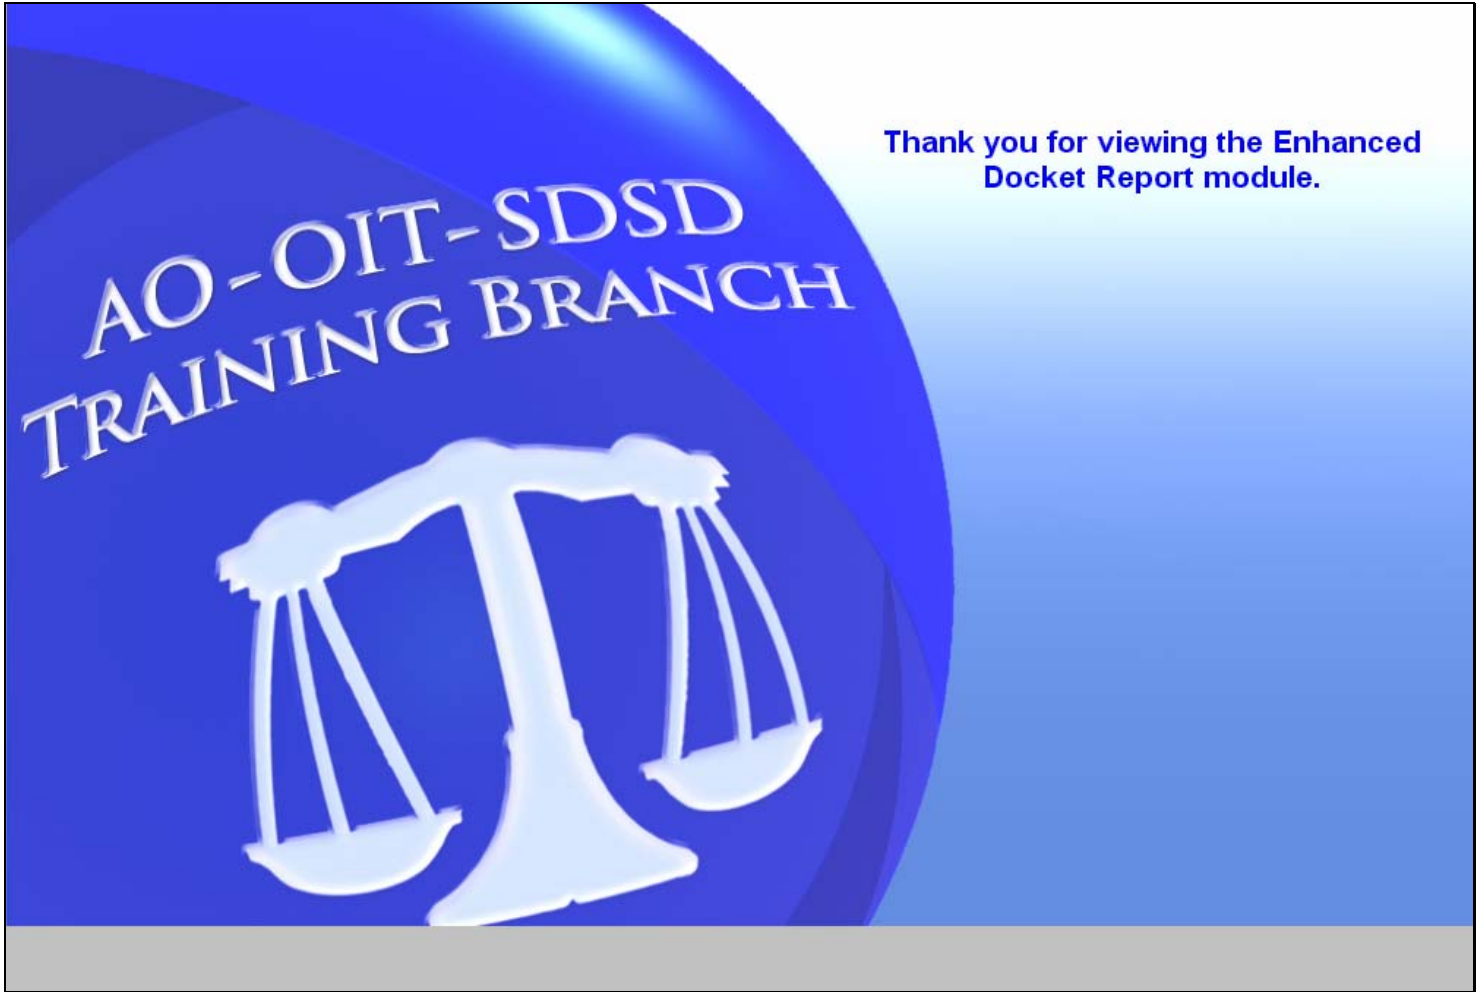 AO-OIT-SDSD
TRAINING BRANCH
Thank you for viewing the Enhanced
Docket Report module.